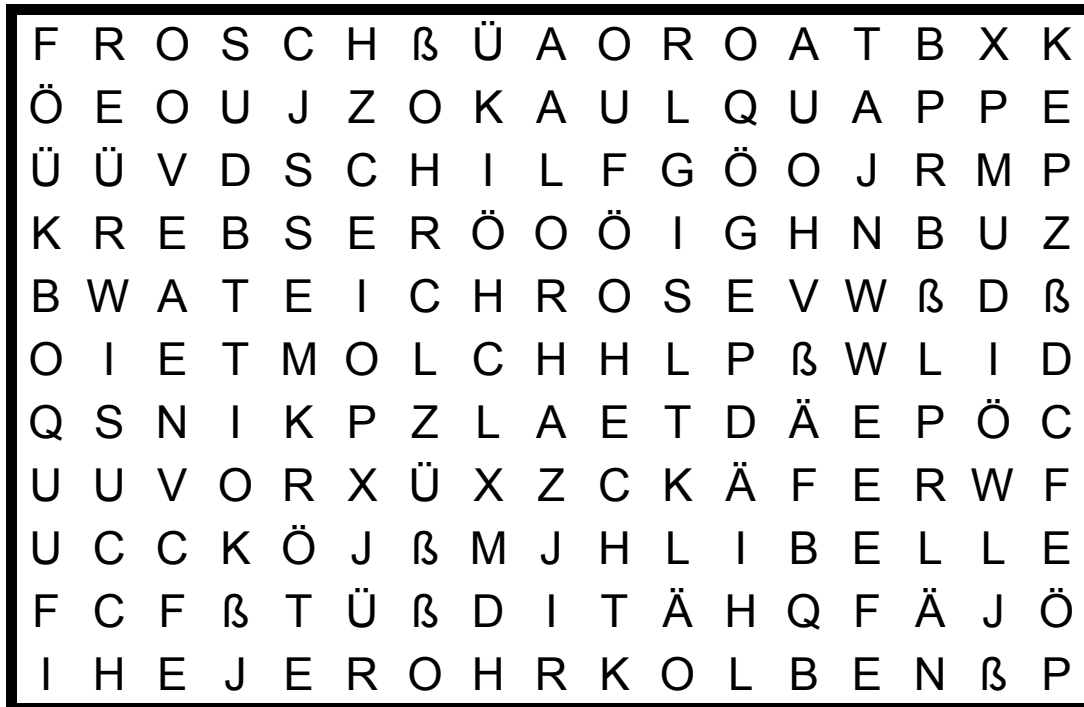 F R O S C H ß Ü A O R O A T B X K
Ö E O U J Z O K A U L Q U A P P E
Ü Ü V D S C H I L F G Ö O J R M P
K R E B S E R Ö O Ö I G H N B U Z
B W A T E I C H R O S E V W ß D ß
O I E T M O L C H H L P ß W L I D
Q S N I K P Z L A E T D Ä E P Ö C
U U V O R X Ü X Z C K Ä F E R W F
U C C K Ö J ß M J H L I B E L L E
F C F ß T Ü ß D I T Ä H Q F Ä J Ö
I H E J E R O H R K O L B E N ß P